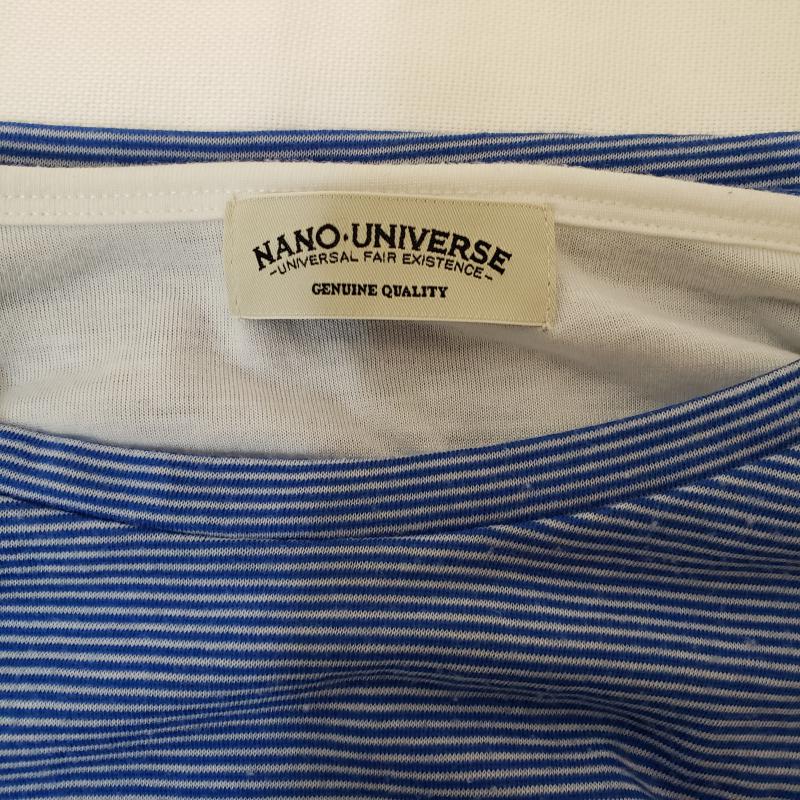 NANO·UNIVERSE
-UNIVERSAL FAIR EXISTENCE-
GENUINE QUALITY